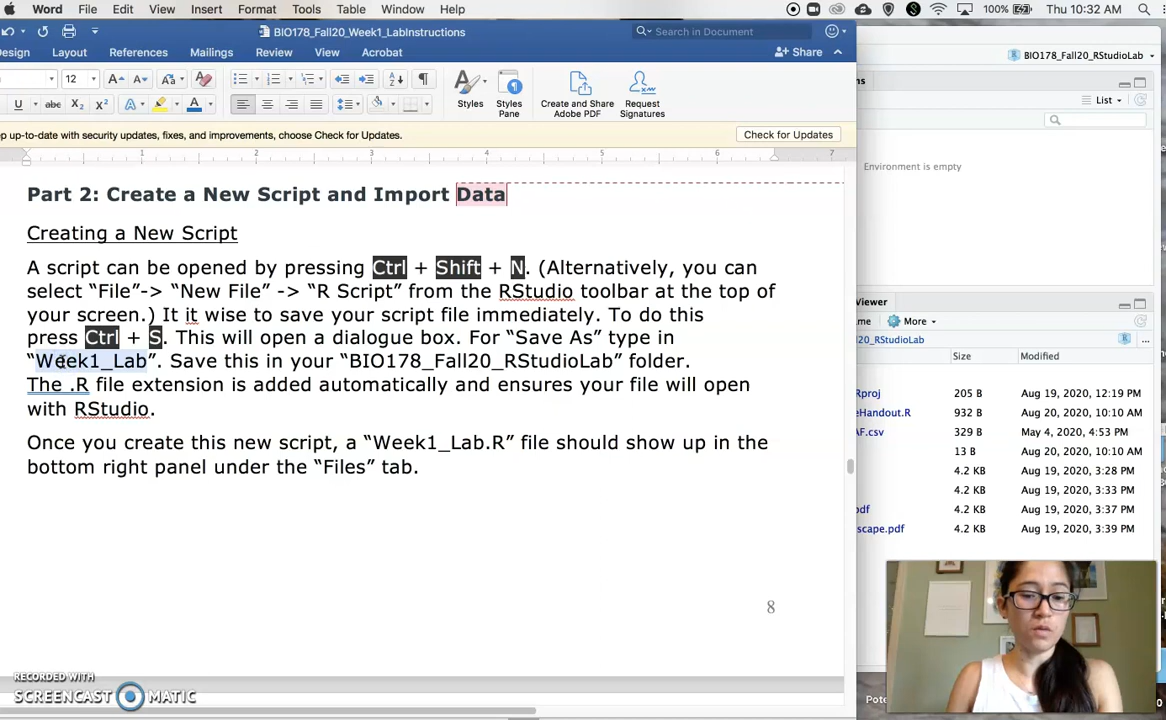 Word File Edit View Insert Format Tools Table Window Help 100% Thu 10:32 AM
BIO178_Fall20_Week1_LabInstructions
Search in Document
BIO178_Fall20_RStudioLab
esign Layout References Mailings Review View Acrobat Share
12
Styles Styles Pane Create and Share Adobe PDF Request Signatures
List
p up-to-date with security updates, fixes, and improvements, choose Check for Updates. Check for Updates
1 2 3 4 5 6 7
Environment is empty
Part 2: Create a New Script and Import Data
Creating a New Script
A script can be opened by pressing Ctrl + Shift + N. (Alternatively, you can
select “File”-> “New File” -> “R Script” from the RStudio toolbar at the top of
your screen.) It it wise to save your script file immediately. To do this
press Ctrl + S. This will open a dialogue box. For “Save As” type in
“Week1_Lab”. Save this in your “BIO178_Fall20_RStudioLab” folder.
The .R file extension is added automatically and ensures your file will open
with RStudio.
Once you create this new script, a “Week1_Lab.R” file should show up in the
bottom right panel under the “Files” tab.
8
Viewer
me More
20_RStudioLab
Size Modified
Rproj 205 B Aug 19, 2020, 12:19 PM
eHandout.R 932 B Aug 20, 2020, 10:10 AM
AF.csv 329 B May 4, 2020, 4:53 PM
13 B Aug 20, 2020, 10:10 AM
4.2 KB Aug 19, 2020, 3:28 PM
4.2 KB Aug 19, 2020, 3:33 PM
df 4.2 KB Aug 19, 2020, 3:37 PM
scape.pdf 4.2 KB Aug 19, 2020, 3:39 PM
RECORDED WITH
SCREENCAST MATIC